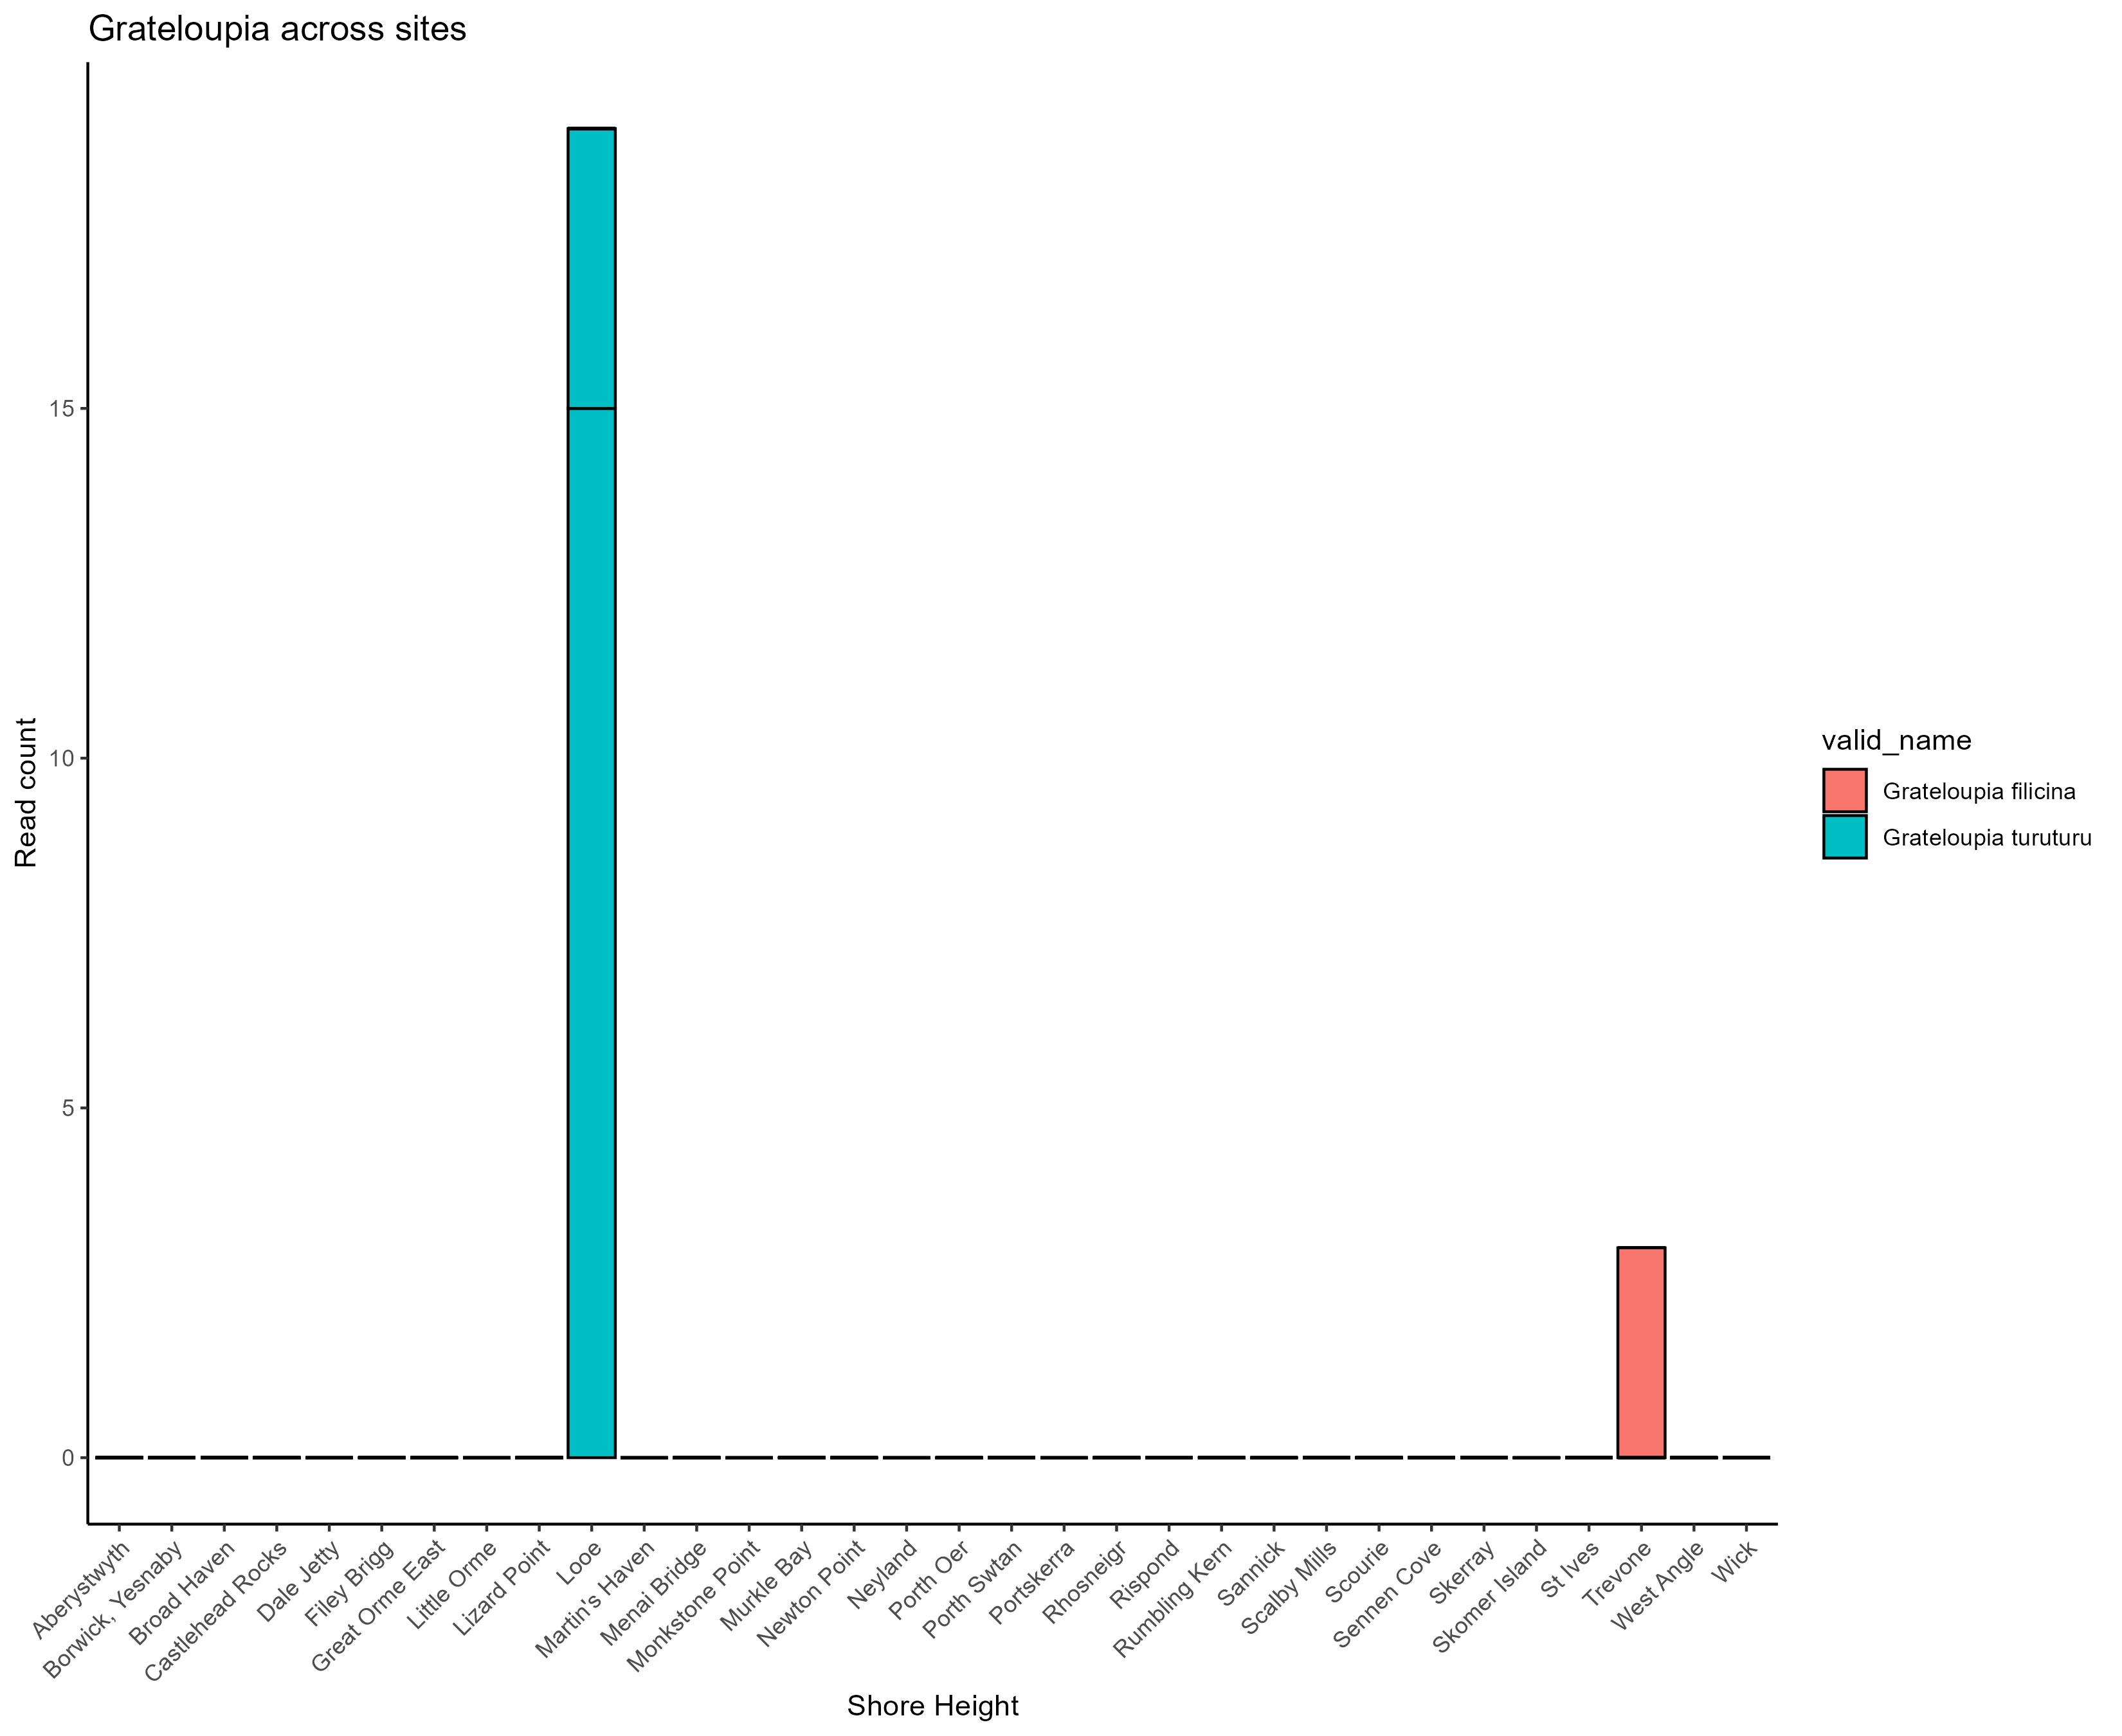 Grateloupia across sites
Read count
15
10
5
0
Aberystwyth
Borwick, Yesnaby
Broad Haven
Castlehead Rocks
Dale Jetty
Filey Brigg
Great Orme East
Little Orme
Lizard Point
Looe
Martin's Haven
Menai Bridge
Monkstone Point
Murkle Bay
Newton Point
Neyland
Porth Oer
Porth Swtan
Portskerra
Rhosneigr
Rispond
Rumbling Kern
Sannick
Scalby Mills
Scourie
Sennen Cove
Skerray
Skomer Island
St Ives
Trevone
West Angle
Wick
Shore Height
valid_name
Grateloupia filicina
Grateloupia turuturu